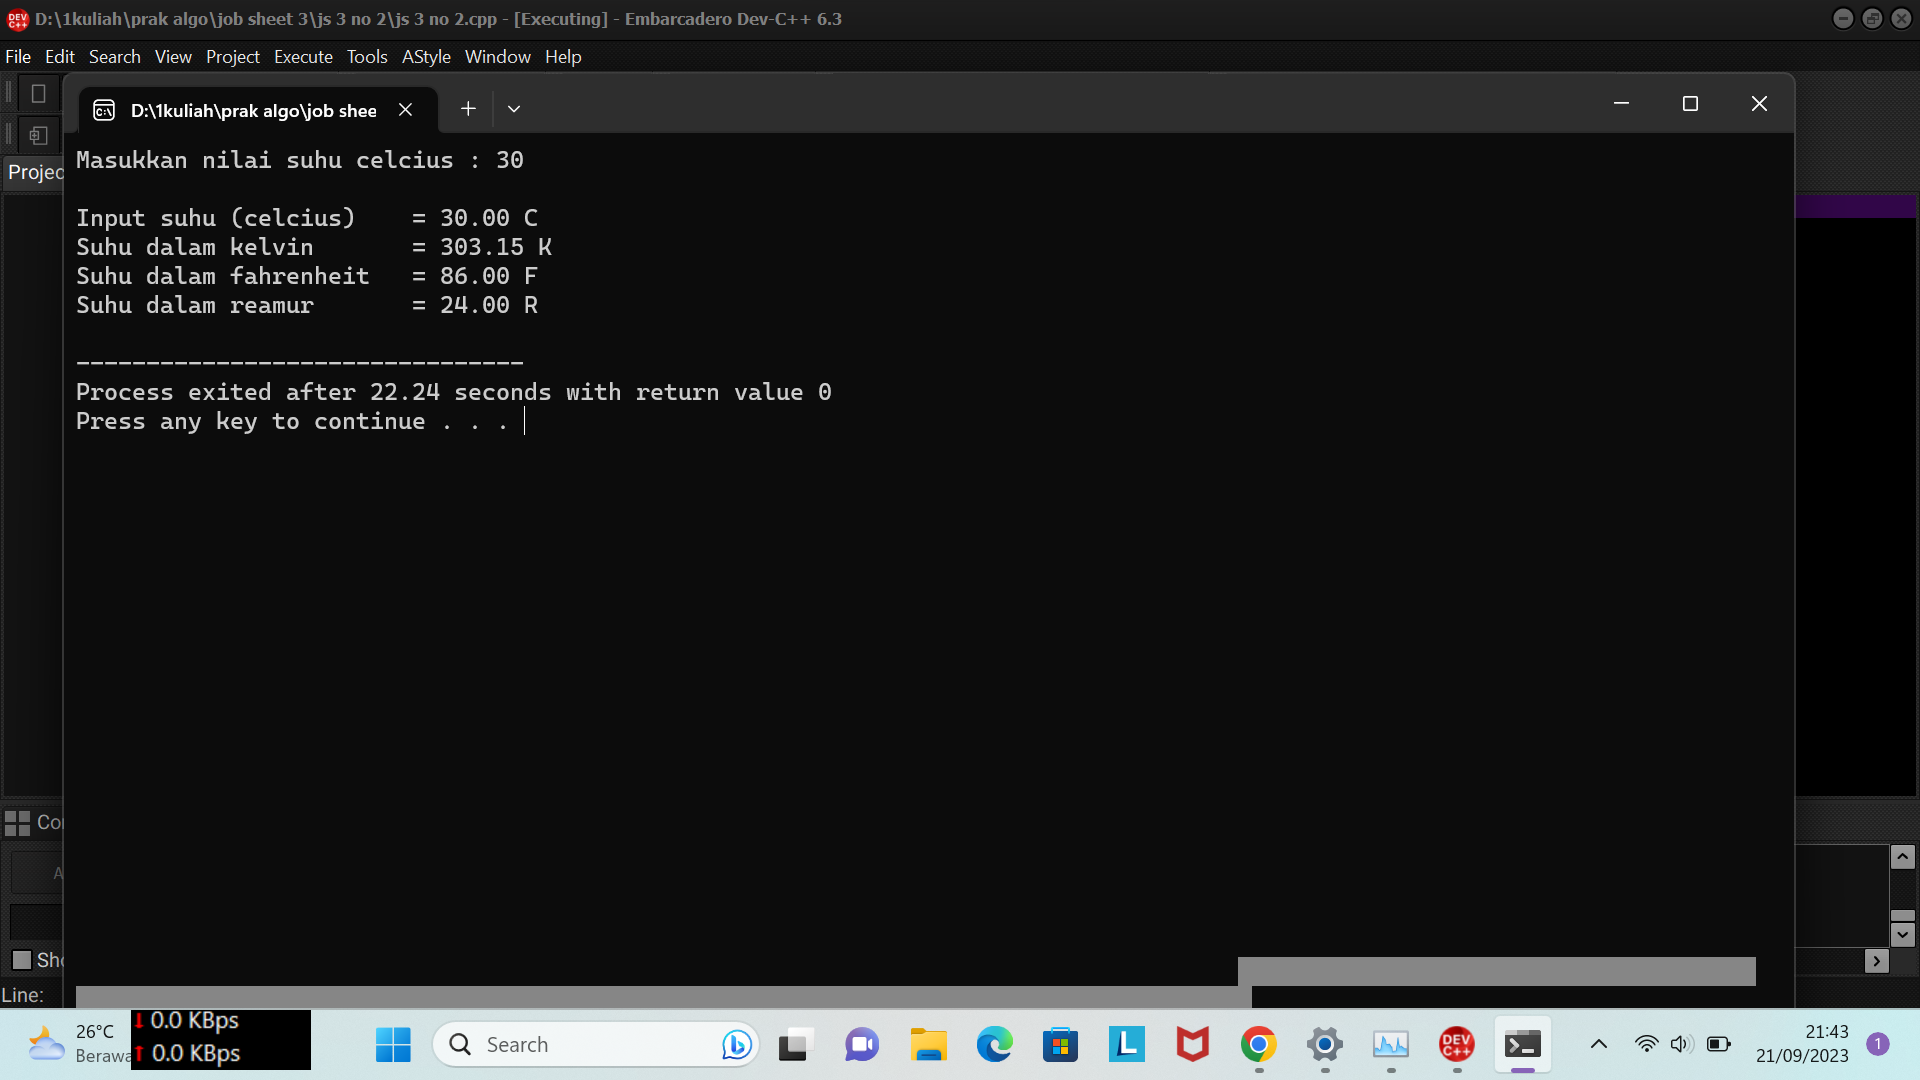 D:\1kuliah\prak algo\job sheet 3\js 3 no 2\js 3 no 2.cpp - [Executing] - Embarcadero Dev-C++ 6.3
File Edit Search View Project Execute Tools AStyle Window Help
D:\1kuliah\prak algo\job shee
Masukkan nilai suhu celcius : 30
Projec
Input suhu (celcius)    = 30.00 C
Suhu dalam kelvin       = 303.15 K
Suhu dalam fahrenheit   = 86.00 F
Suhu dalam reamur       = 24.00 R
--------------------------------
Process exited after 22.24 seconds with return value 0
Press any key to continue . . .
Co
A
Sho
Line:
26°C
Berawa
↓ 0.0 KBps
↑ 0.0 KBps
Search
L
DEV C++
21:43
21/09/2023
1